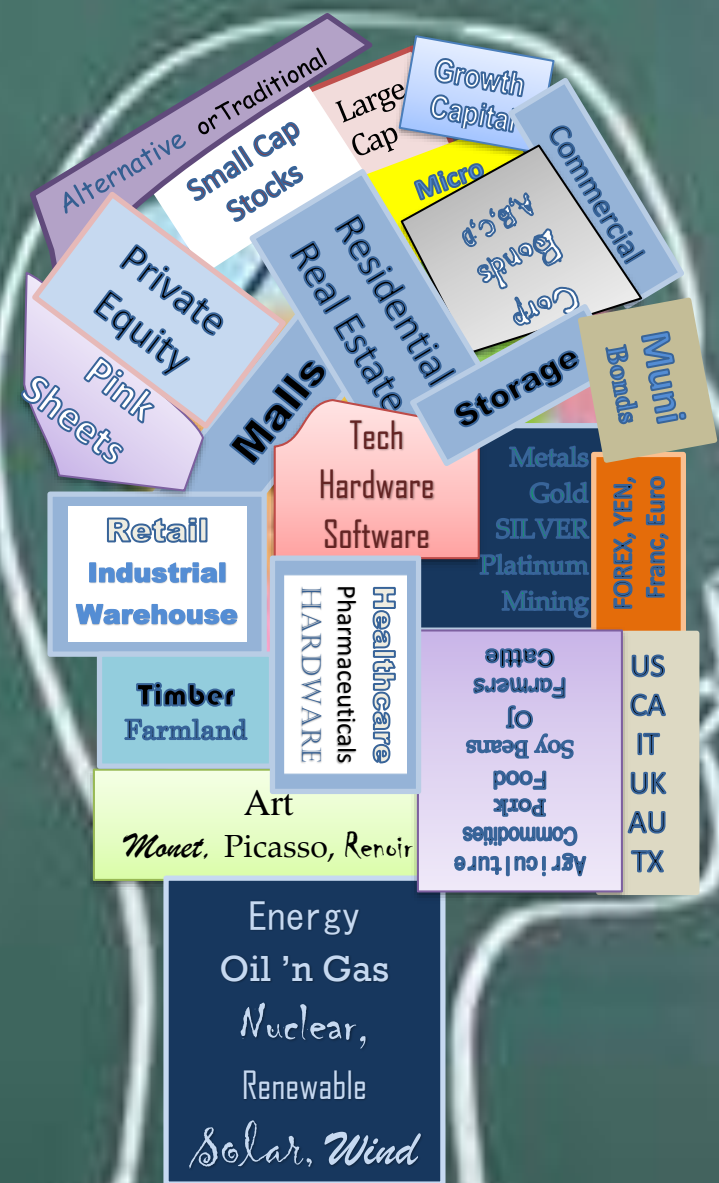 Alternative orTraditional
Large
Cap
Growth
Capital
Small Cap
Stocks
Micro
Commercial
Corp
Bonds
A,B,C,D
Private
Equity
Residential
Real Estate
Pink
Sheets
Malls
Storage
Muni
Bonds
Tech
Hardware
Software
Metals
Gold
SILVER
Platinum
Mining
FOREX, YEN,
Franc, Euro
Retail
Industrial
Warehouse
Healthcare
Pharmaceuticals
HARDWARE
Timber
Farmland
Agriculture
Commodities
Pork
Food
Soy Beans
OJ
Farmers
Cattle
US
CA
IT
UK
AU
TX
Art
Monet, Picasso, Renoir
Energy
Oil ’n Gas
Nuclear,
Renewable
Solar, Wind